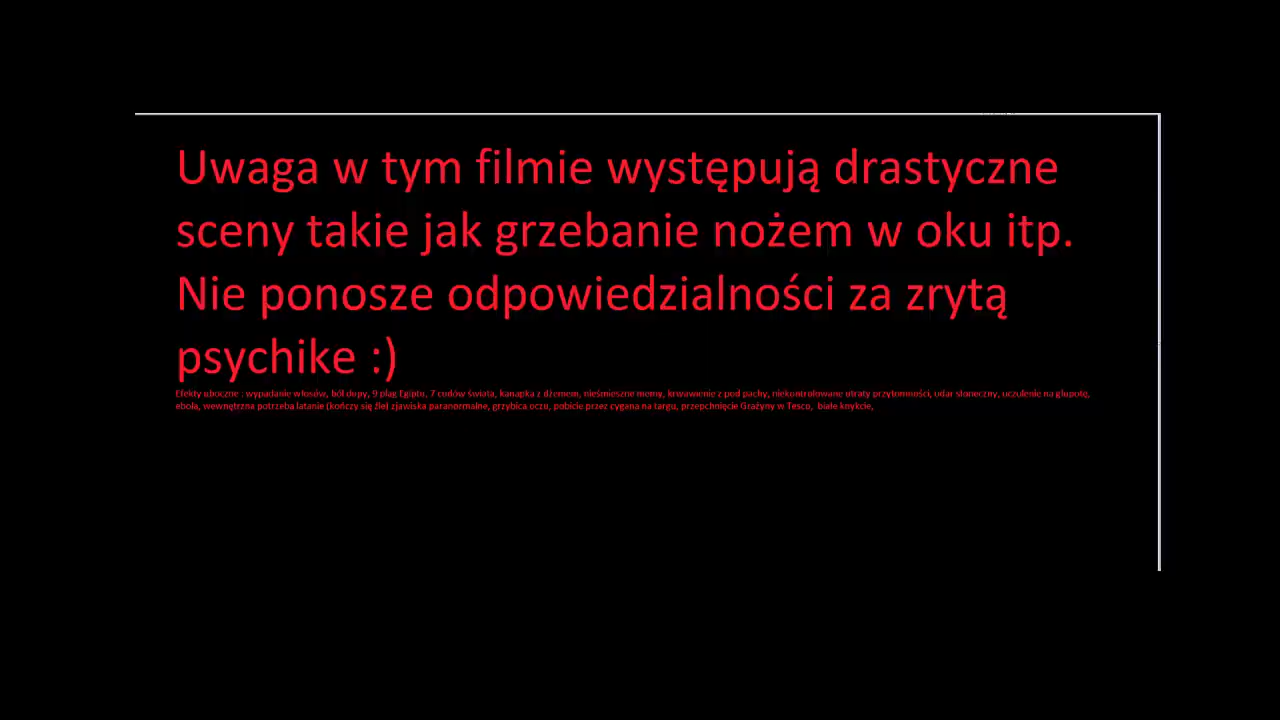 Uwaga w tym filmie występują drastyczne
sceny takie jak grzebanie nożem w oku itp.
Nie ponosze odpowiedzialności za zrytą
psychike :)
Efekty uboczne : wypadanie włosów, ból dupy, 9 plag Egiptu, 7 cudów świata, kanapka z dżemem, nieśmieszne memy, krwawienie z pod pachy, niekontrolowane utraty przytomności, udar słoneczny, uczulenie na głupotę,
ebola, wewnętrzna potrzeba latanie (kończy się źle) zjawiska paranormalne, grzybica oczu, pobicie przez cygana na targu, przepchnięcie Grażyny w Tesco, białe knykcie,